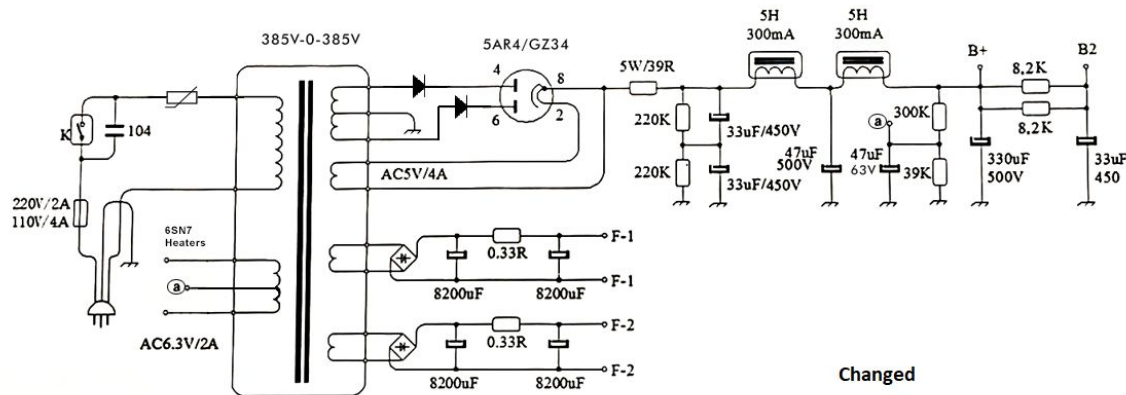 385V-0-385V
5AR4/GZ34
4
8
6
2
5W/39R
5H
300mA
5H
300mA
B+
B2
8,2K
8,2K
K
104
220K
220K
33uF/450V
33uF/450V
47uF
500V
a
47uF
63V
300K
39K
330uF
500V
33uF
450
AC5V/4A
220V/2A
110V/4A
6SN7
Heaters
a
AC6.3V/2A
0.33R
F-1
F-1
8200uF
8200uF
0.33R
F-2
F-2
8200uF
8200uF
Changed